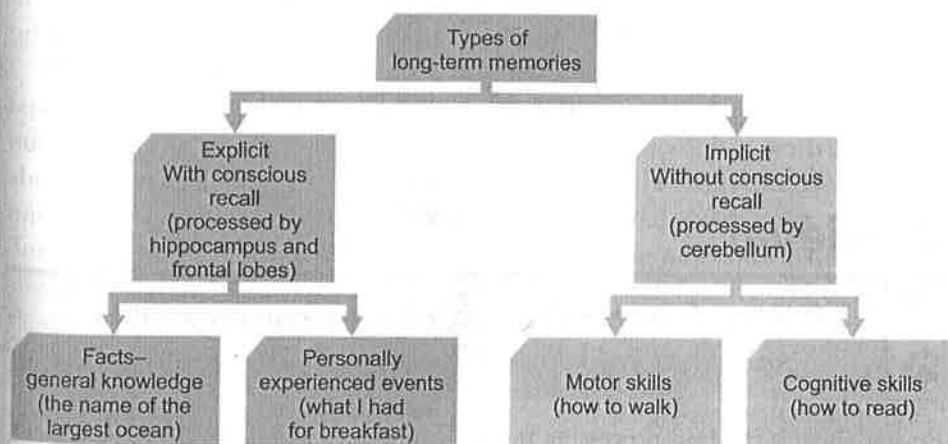 Types of
long-term memories
Explicit
With conscious
recall
(processed by
hippocampus and
frontal lobes)
Implicit
Without conscious
recall
(processed by
cerebellum)
Facts–
general knowledge
(the name of the
largest ocean)
Personally
experienced events
(what I had
for breakfast)
Motor skills
(how to walk)
Cognitive skills
(how to read)